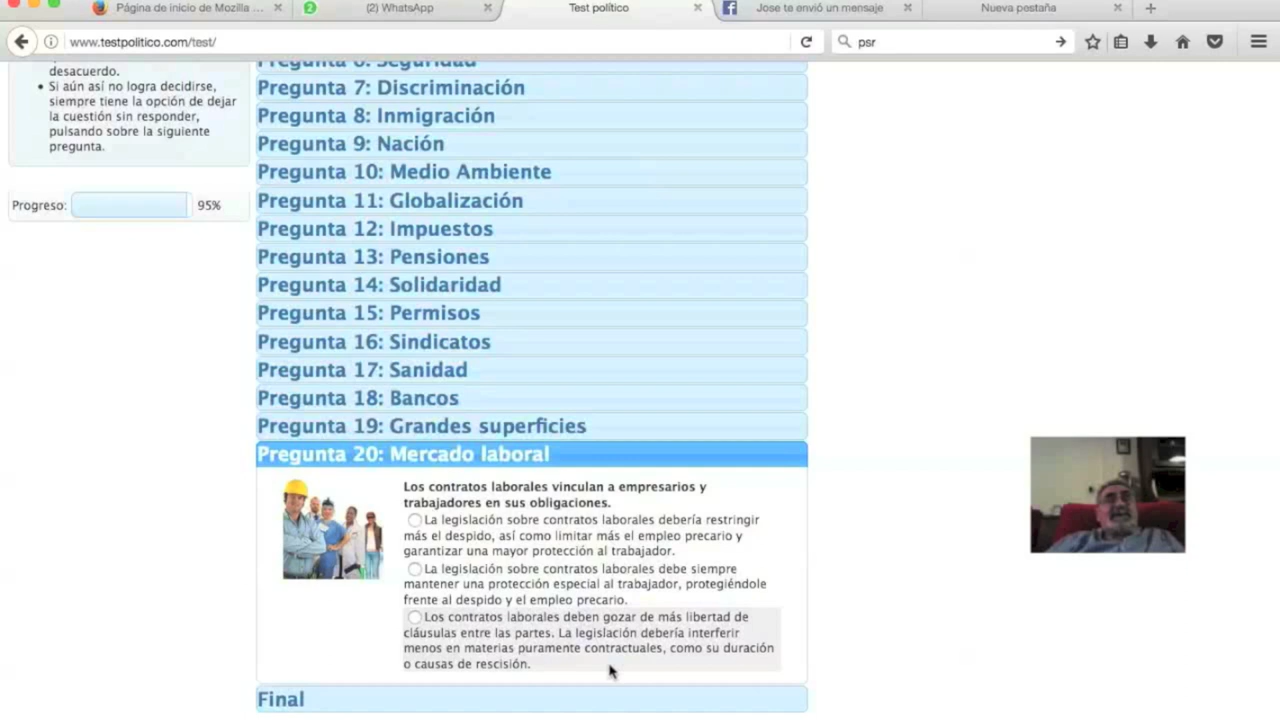 Página de inicio de Mozilla ...
2
(2) WhatsApp
Test político
Jose te envió un mensaje
Nueva pestaña
www.testpolitico.com/test/
psr
desacuerdo.
Si aún así no logra decidirse,
siempre tiene la opción de dejar
la cuestión sin responder,
pulsando sobre la siguiente
pregunta.
Progreso: 95%
Pregunta 6: Seguridad
Pregunta 7: Discriminación
Pregunta 8: Inmigración
Pregunta 9: Nación
Pregunta 10: Medio Ambiente
Pregunta 11: Globalización
Pregunta 12: Impuestos
Pregunta 13: Pensiones
Pregunta 14: Solidaridad
Pregunta 15: Permisos
Pregunta 16: Sindicatos
Pregunta 17: Sanidad
Pregunta 18: Bancos
Pregunta 19: Grandes superficies
Pregunta 20: Mercado laboral
Los contratos laborales vinculan a empresarios y
trabajadores en sus obligaciones.
La legislación sobre contratos laborales debería restringir
más el despido, así como limitar más el empleo precario y
garantizar una mayor protección al trabajador.
La legislación sobre contratos laborales debe siempre
mantener una protección especial al trabajador, protegiéndole
frente al despido y el empleo precario.
Los contratos laborales deben gozar de más libertad de
cláusulas entre las partes. La legislación debería interferir
menos en materias puramente contractuales, como su duración
o causas de rescisión.
Final